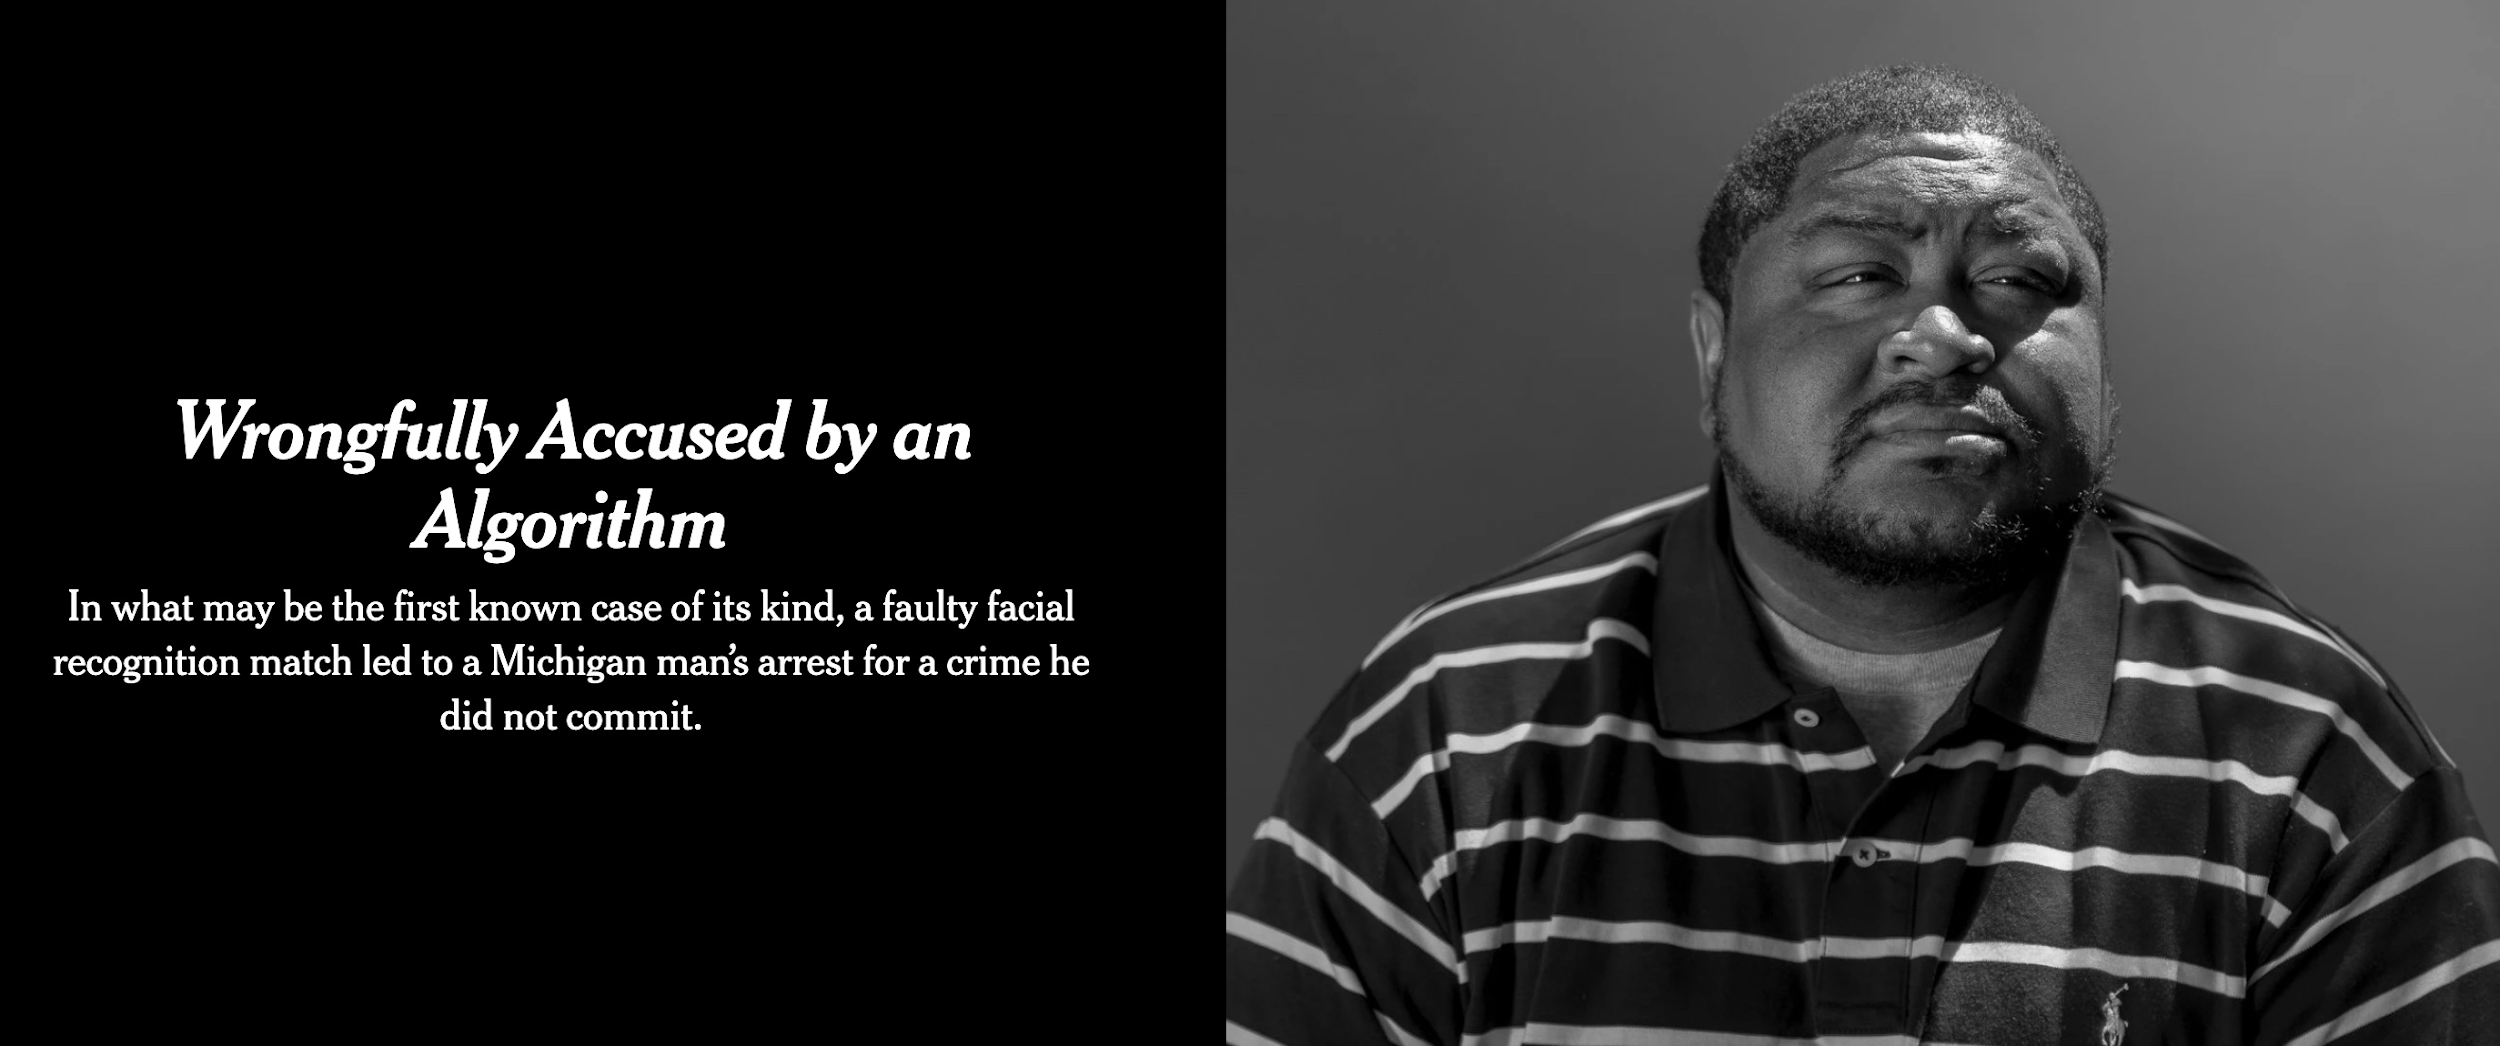 Wrongfully Accused by an
Algorithm
In what may be the first known case of its kind, a faulty facial
recognition match led to a Michigan man’s arrest for a crime he
did not commit.